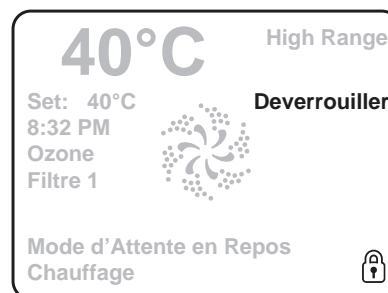 40°C
High Range
Set: 40°C
Deverrouiller
8:32 PM
Ozone
Filtre 1
Mode d'Attente en Repos
Chauffage